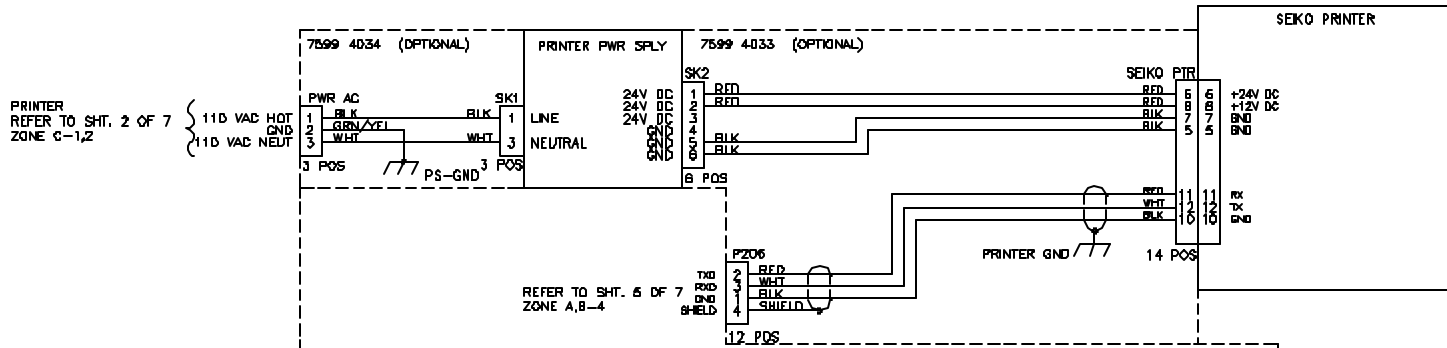 SEIKO PRINTER
7599 4034 (OPTIONAL)
PRINTER PWR SPLY
7599 4033 (OPTIONAL)
PRINTER
REFER TO SHT. 2 OF 7
ZONE C-1,2
110 VAC HOT
GND
110 VAC NEUT
PWR AC
1
2
3
3 POS
BLK
GRN/YEL
WHT
PS-GND
BLK
WHT
SK1
1
3
3 POS
LINE
NEUTRAL
24V DC
24V DC
24V DC
GND
GND
GND
SK2
1
2
3
4
5
6
6 POS
RED
RED
BLK
BLK
SEIKO PTR
RED 6 6 +24V DC
RED 8 8 +12V DC
BLK 7 7 GND
BLK 5 5 GND
RED 11 11 RX
WHT 12 12 TX
BLK 10 10 GND
14 POS
PRINTER GND
REFER TO SHT. 6 OF 7
ZONE A,B-4
P206
TXD 2 RED
RXD 3 WHT
GND 1 BLK
SHIELD 4 SHIELD
12 POS